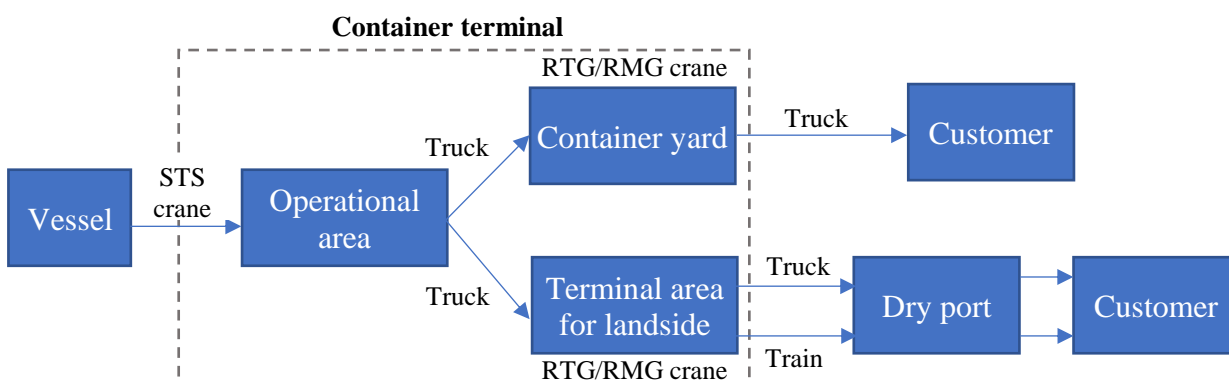 Container terminal
RTG/RMG crane
Container yard
Truck
Customer
Truck
STS
crane
Vessel
Operational
area
Truck
Terminal area
for landside
RTG/RMG crane
Truck
Train
Dry port
Customer